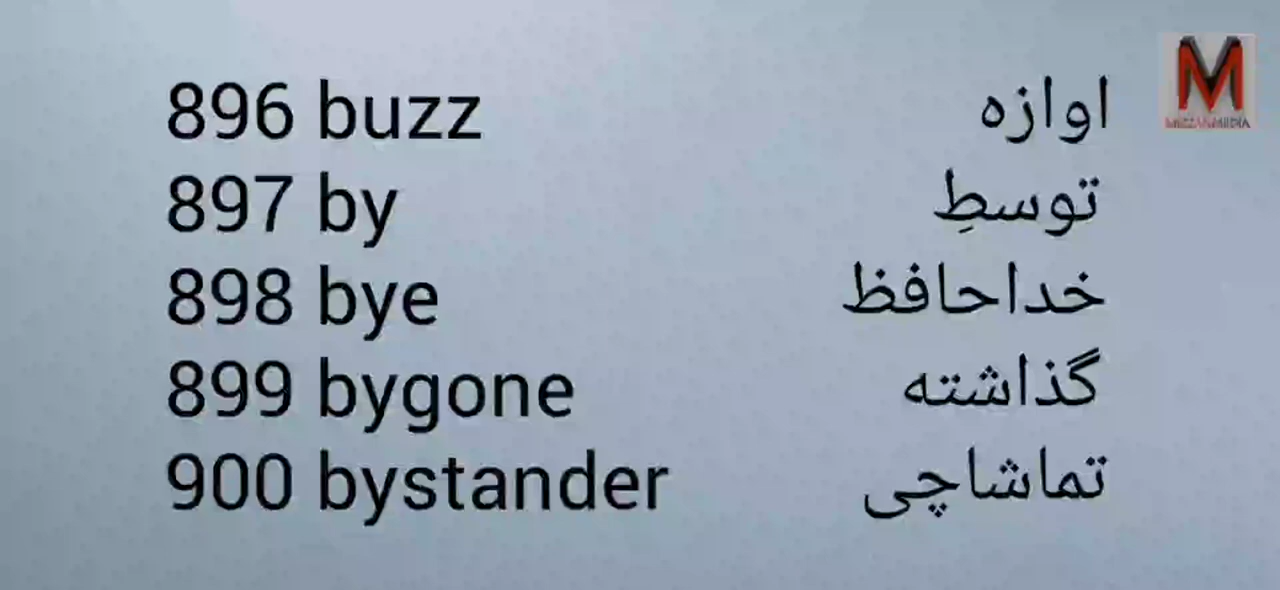 896 buzz اوازه
897 by توسطِ
898 bye خداحافظ
899 bygone گذاشته
900 bystander تماشاچی
M